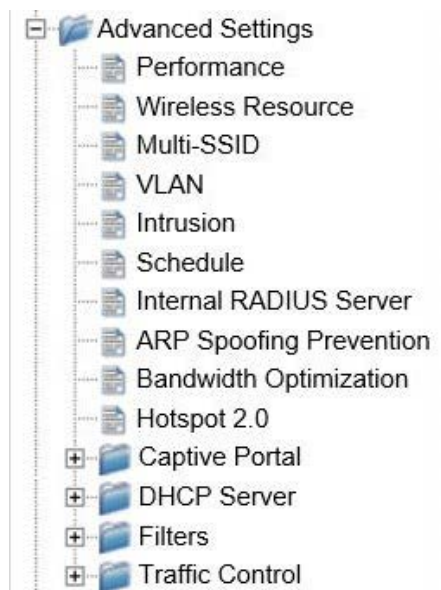 Advanced Settings
Performance
Wireless Resource
Multi-SSID
VLAN
Intrusion
Schedule
Internal RADIUS Server
ARP Spoofing Prevention
Bandwidth Optimization
Hotspot 2.0
Captive Portal
DHCP Server
Filters
Traffic Control